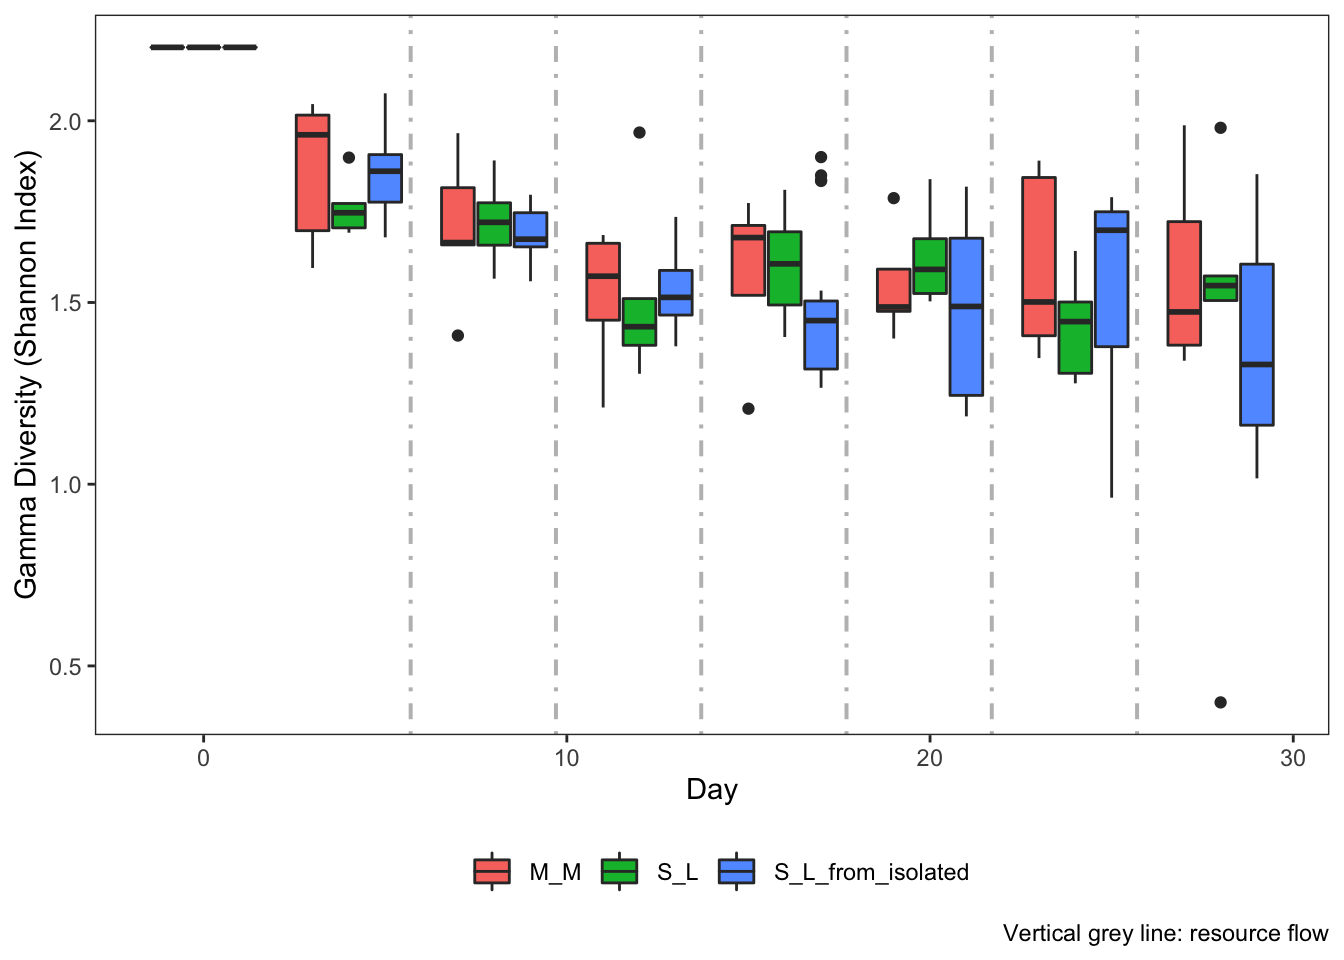 Gamma Diversity (Shannon Index)
2.0
1.5
1.0
0.5
0 10 20 30
Day
M_M S_L S_L_from_isolated
Vertical grey line: resource flow